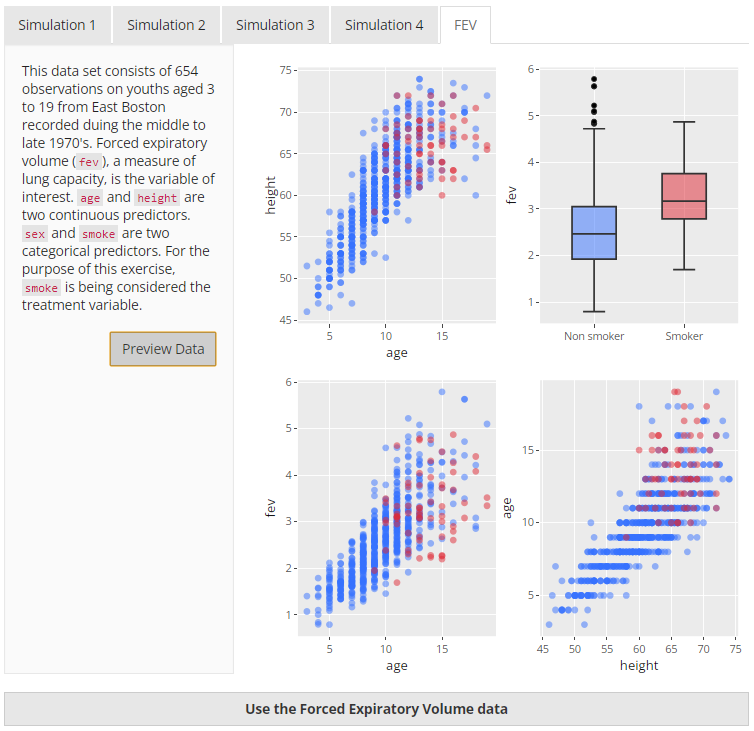 Simulation 1
Simulation 2
Simulation 3
Simulation 4
FEV
This data set consists of 654
observations on youths aged 3
to 19 from East Boston
recorded duing the middle to
late 1970's. Forced expiratory
volume (fev), a measure of
lung capacity, is the variable of
interest. age and height are
two continuous predictors.
sex and smoke are two
categorical predictors. For the
purpose of this exercise,
smoke is being considered the
treatment variable.
Preview Data
75
70
65
60
55
50
45
height
5 10 15
age
6
5
4
3
2
1
fev
Non smoker Smoker
6
5
4
3
2
1
fev
5 10 15
age
15
10
5
age
45 50 55 60 65 70 75
height
Use the Forced Expiratory Volume data